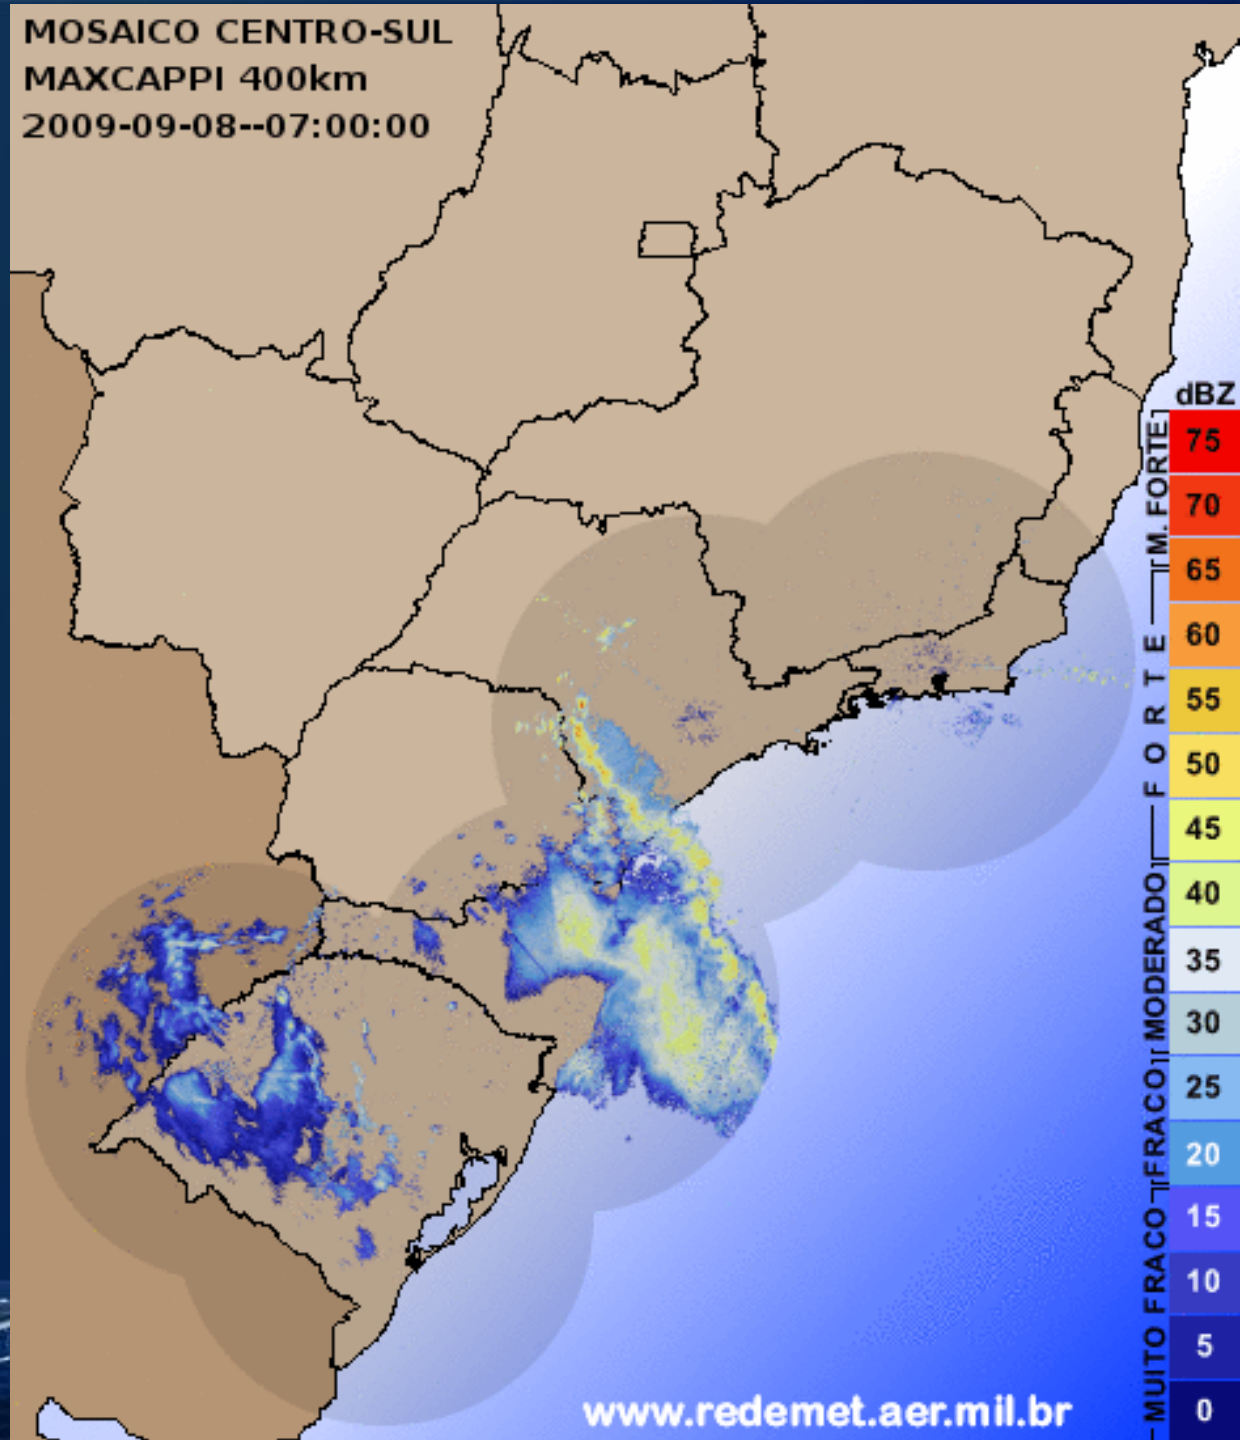 MOSAICO CENTRO-SUL
MAXCAPPI 400km
2009-09-08--07:00:00
dBZ
75
70
65
60
55
50
45
40
35
30
25
20
15
10
5
0
M. FORTE
FORTE
MODERADO
FRACO
MUITO FRACO
www.redemet.aer.mil.br